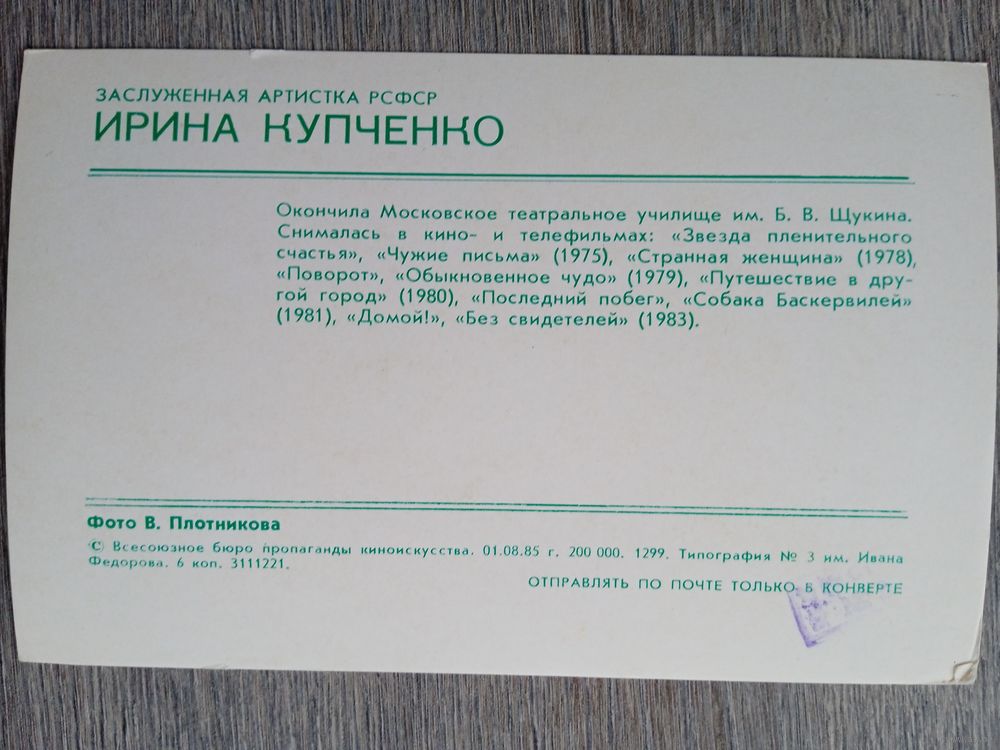 ЗАСЛУЖЕННАЯ АРТИСТКА РСФСР
ИРИНА КУПЧЕНКО
Окончила Московское театральное училище им. Б. В. Щукина.
Снималась в кино- и телефильмах: «Звезда пленительного
счастья», «Чужие письма» (1975), «Странная женщина» (1978),
«Поворот», «Обыкновенное чудо» (1979), «Путешествие в дру-
гой город» (1980), «Последний побег», «Собака Баскервилей»
(1981), «Домой!», «Без свидетелей» (1983).
Фото В. Плотникова
© Всесоюзное бюро пропаганды киноискусства. 01.08.85 г. 200 000. 1299. Типография № 3 им. Ивана
Федорова. 6 коп. 3111221.
ОТПРАВЛЯТЬ ПО ПОЧТЕ ТОЛЬКО В КОНВЕРТЕ